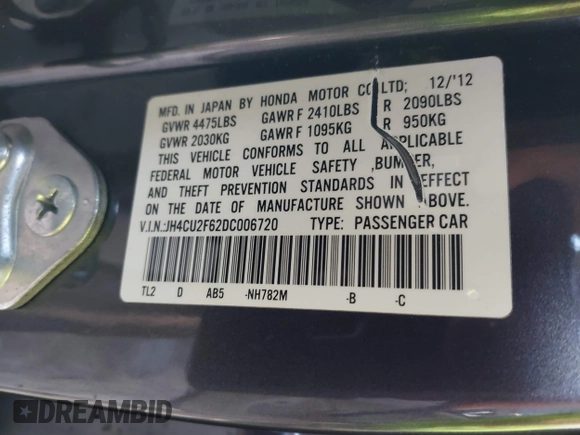 MFD. IN JAPAN BY HONDA MOTOR CO LTD; 12/'12
GVWR 4475LBS GAWR F 2410LBS R 2090LBS
GVWR 2030KG GAWR F 1095KG R 950KG
THIS VEHICLE CONFORMS TO ALL
FEDERAL MOTOR VEHICLE SAFETY ,BUMPER,
AND THEFT PREVENTION STANDARDS IN EFFECT
ON THE DATE OF MANUFACTURE SHOWN ABOVE.
V.I.N.:JH4CU2F62DC006720 TYPE: PASSENGER CAR
TL2 D AB5 -NH782M -B -C
DREAMBID